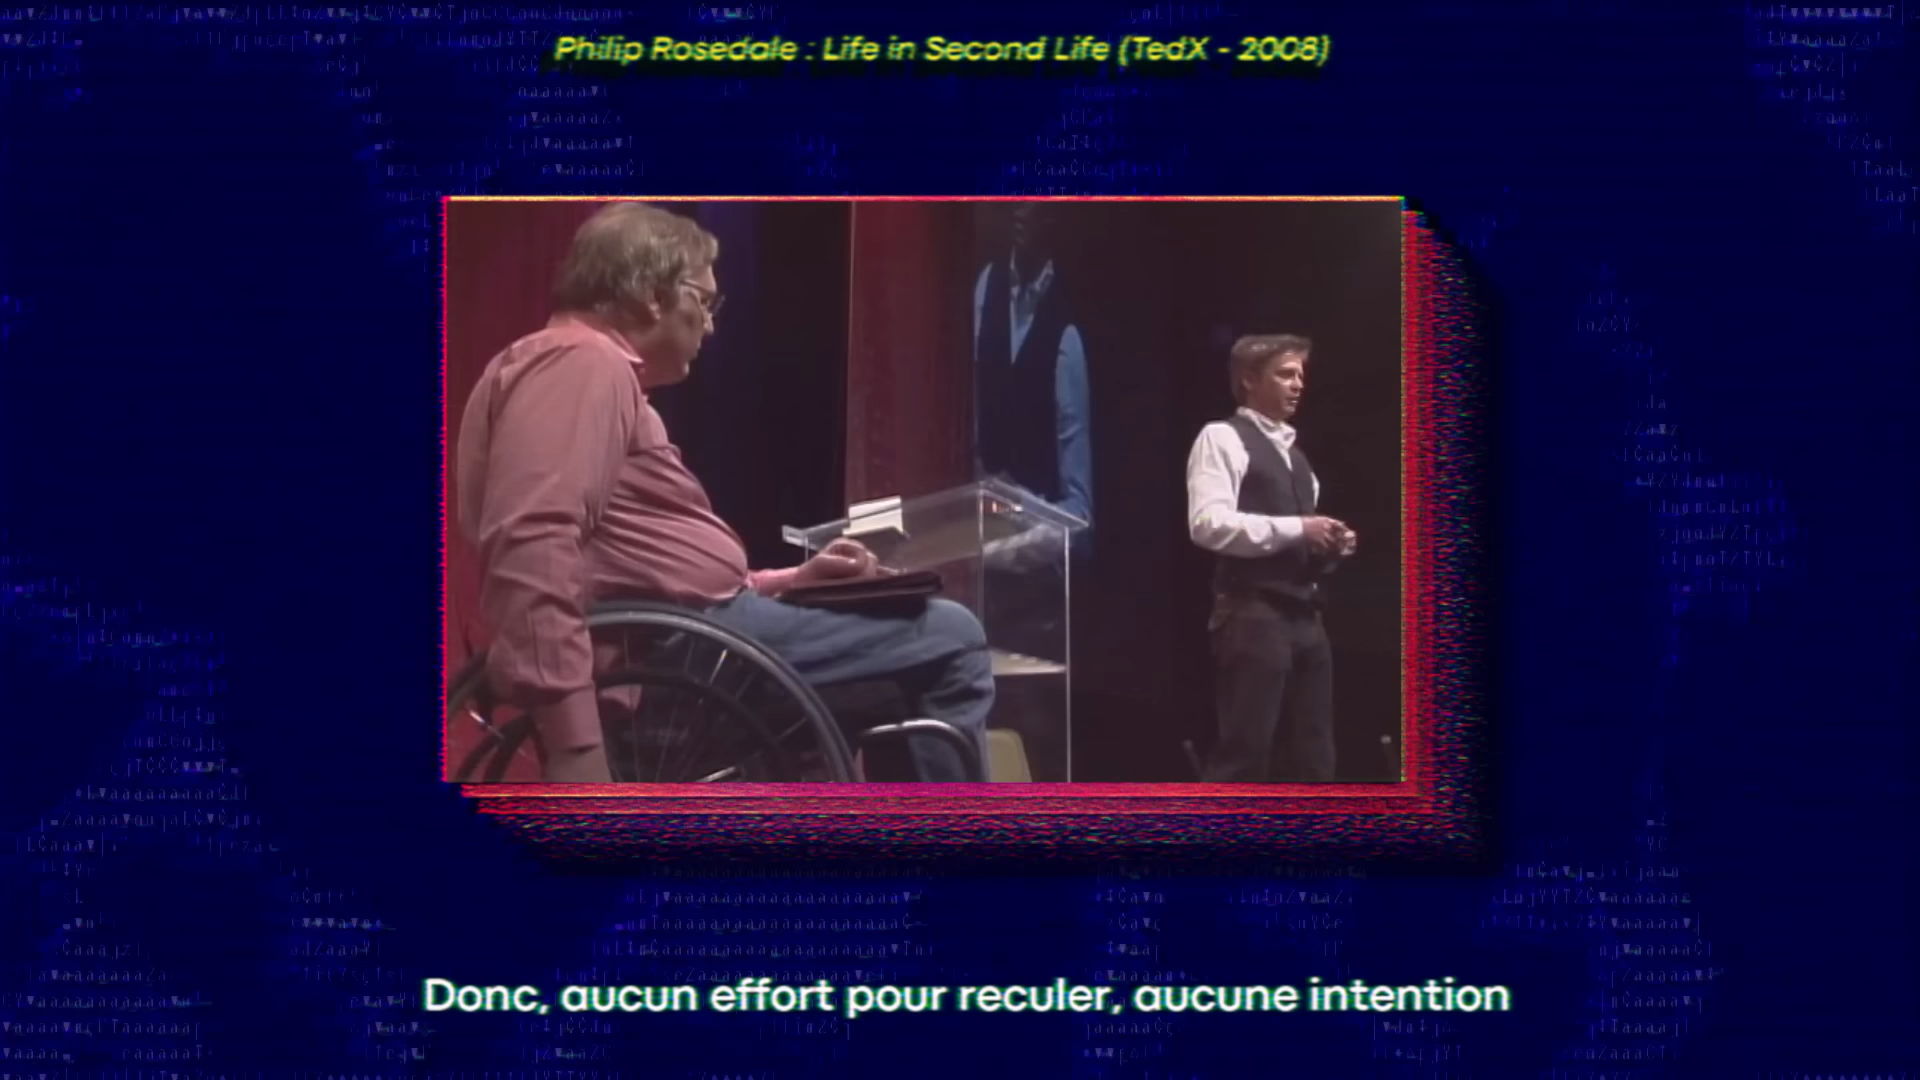 Philip Rosedale : Life in Second Life (TedX - 2008)
Donc, aucun effort pour reculer, aucune intention